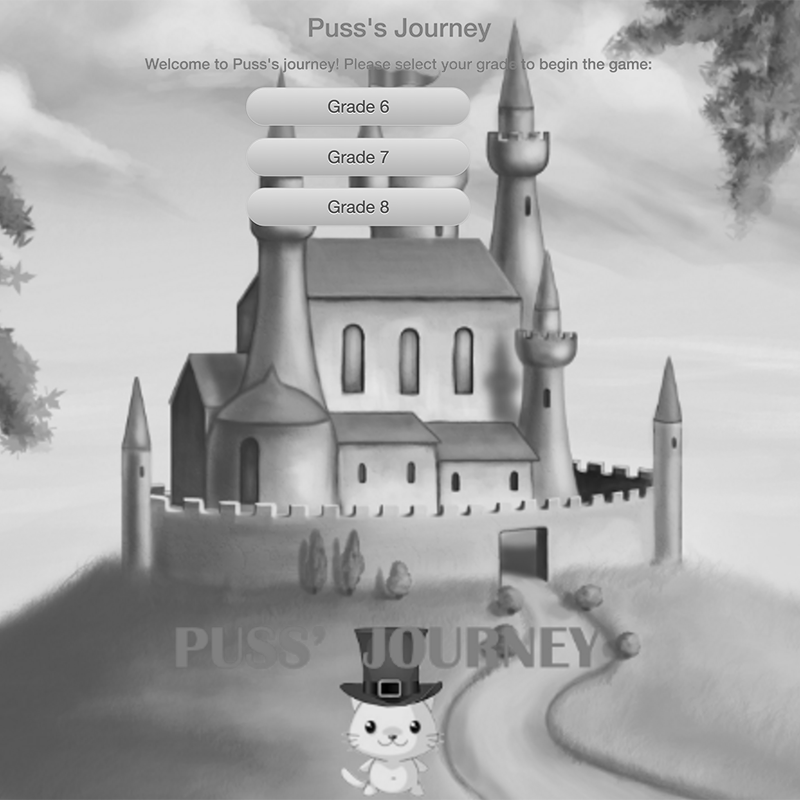 Puss's Journey
Welcome to Puss's journey! Please select your grade to begin the game:
Grade 6
Grade 7
Grade 8
PUSS' JOURNEY